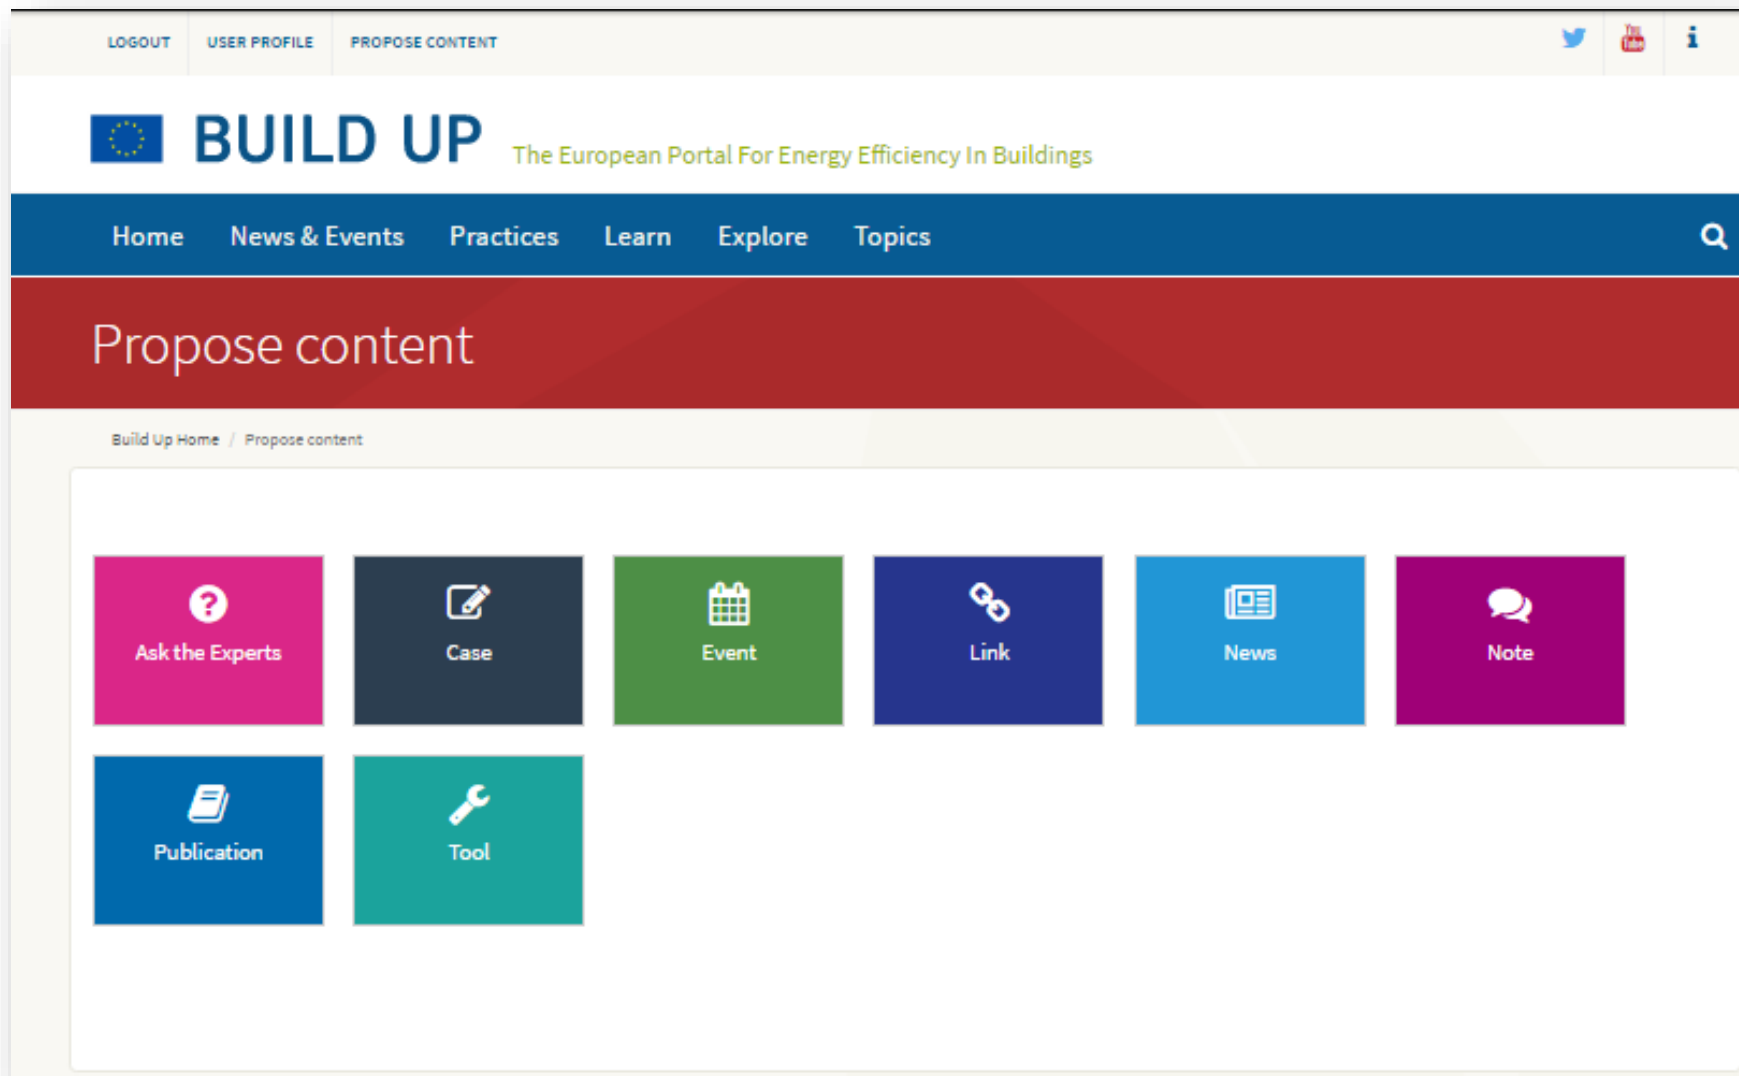 LOGOUT USER PROFILE PROPOSE CONTENT You Tube
BUILD UP The European Portal For Energy Efficiency In Buildings
Home News & Events Practices Learn Explore Topics
Propose content
Build Up Home / Propose content
Ask the Experts Case Event Link News Note
Publication Tool